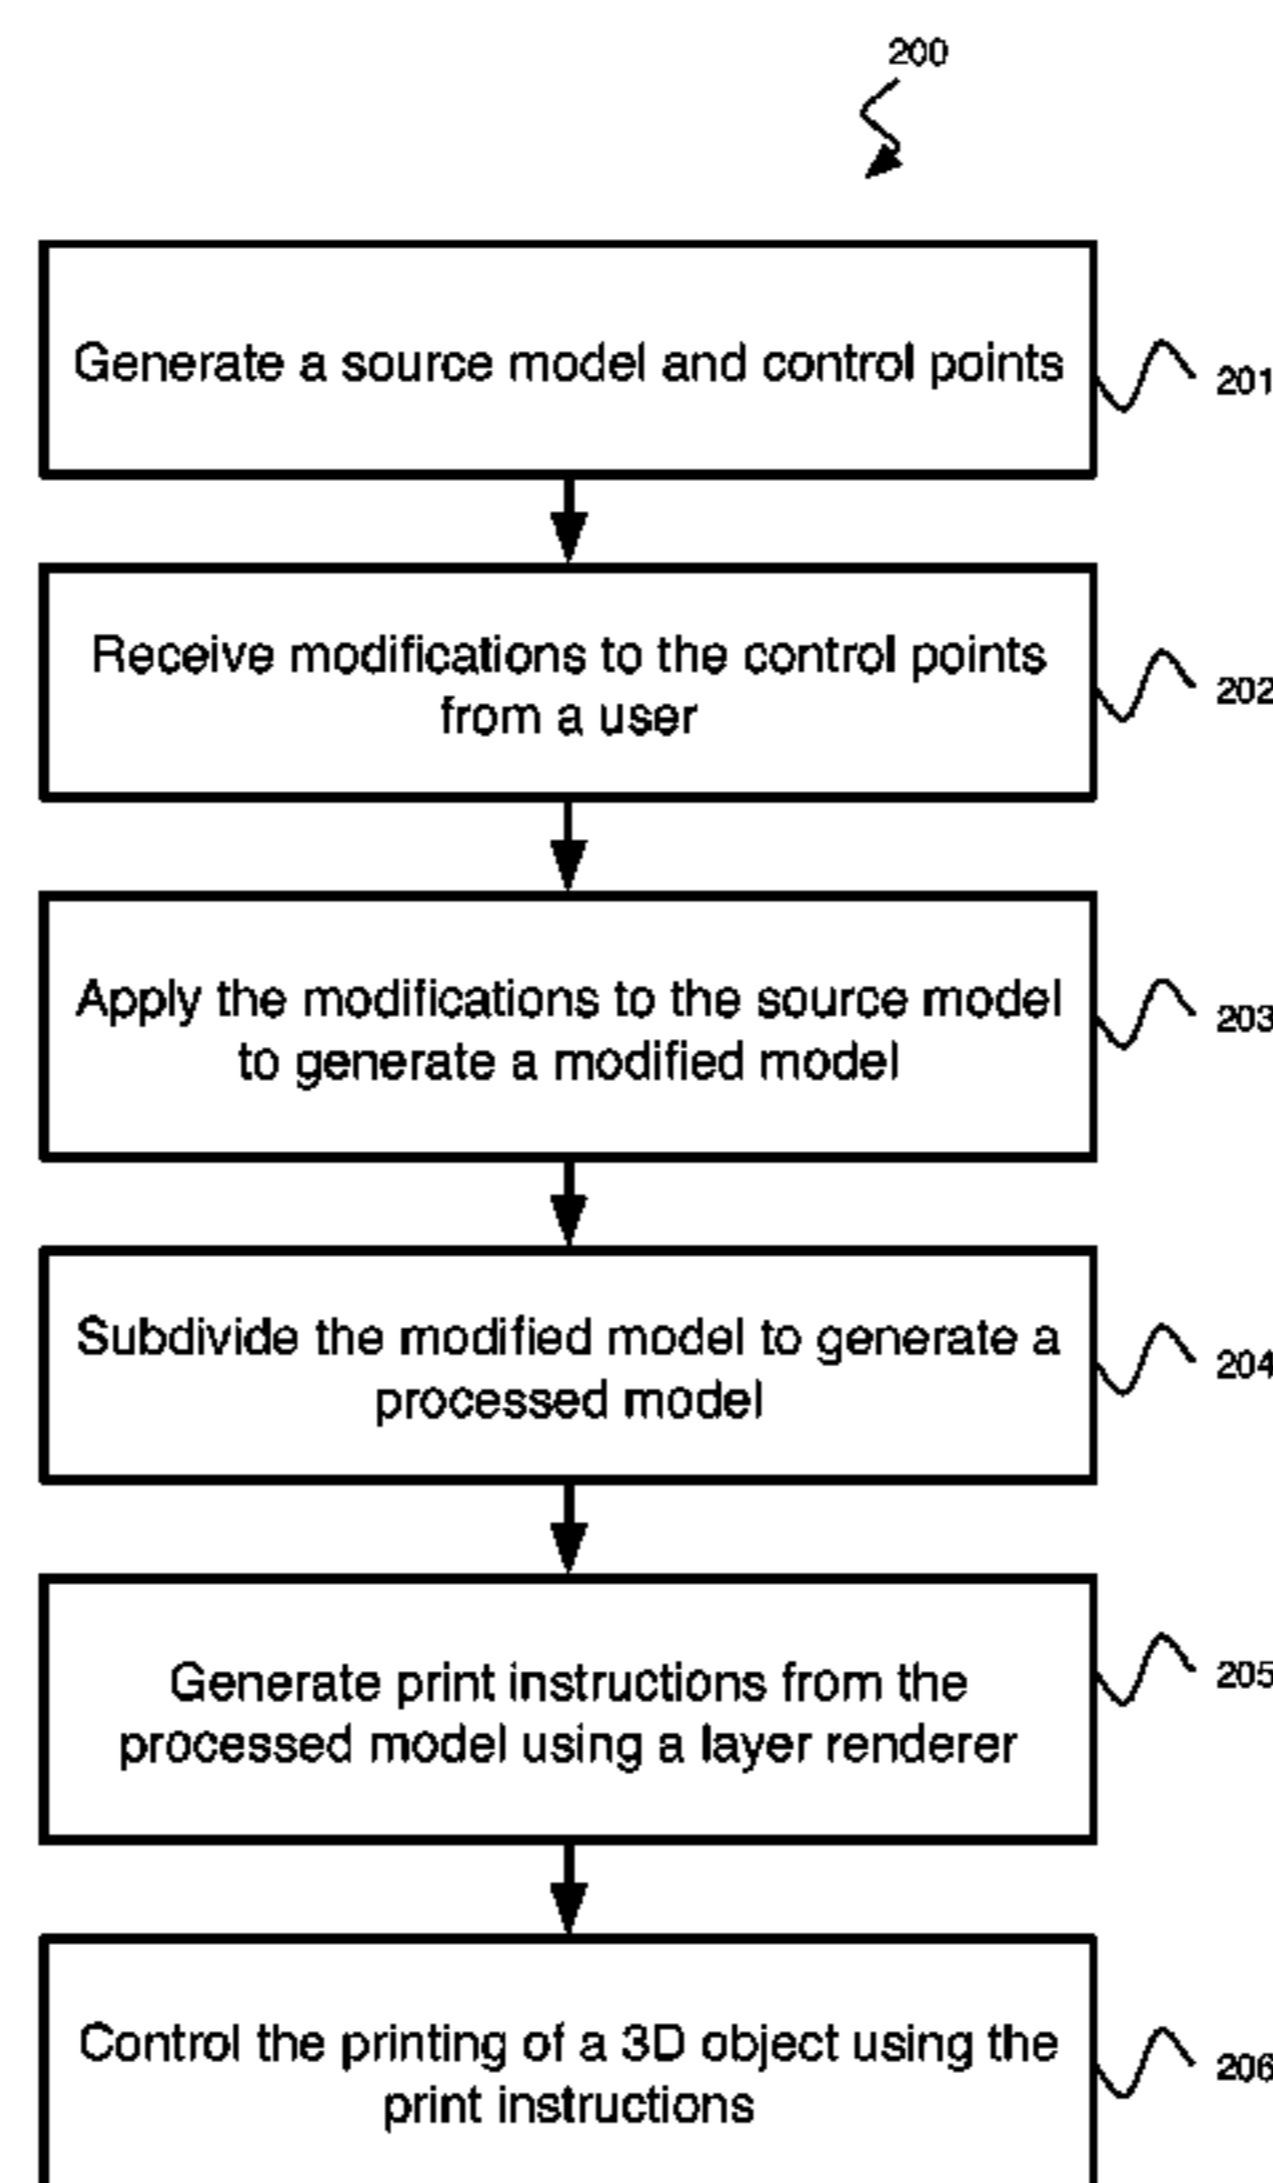 200
Generate a source model and control points
201
Receive modifications to the control points
from a user
202
Apply the modifications to the source model
to generate a modified model
203
Subdivide the modified model to generate a
processed model
204
Generate print instructions from the
processed model using a layer renderer
205
Control the printing of a 3D object using the
print instructions
206